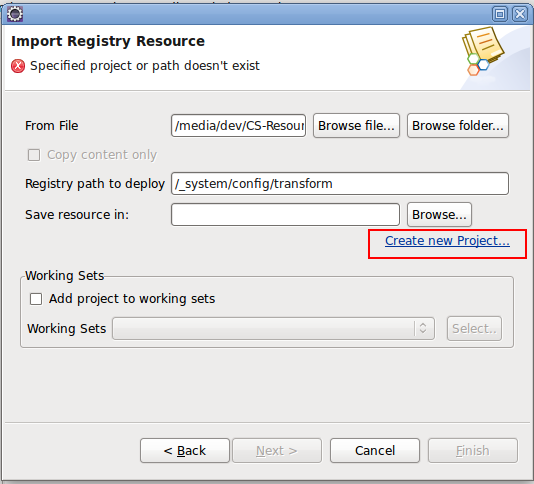 Import Registry Resource
Specified project or path doesn't exist
From File /media/dev/CS-Resour Browse file... Browse folder...
Copy content only
Registry path to deploy /_system/config/transform
Save resource in: Browse...
Create new Project...
Working Sets
Add project to working sets
Working Sets Select..
< Back Next > Cancel Finish